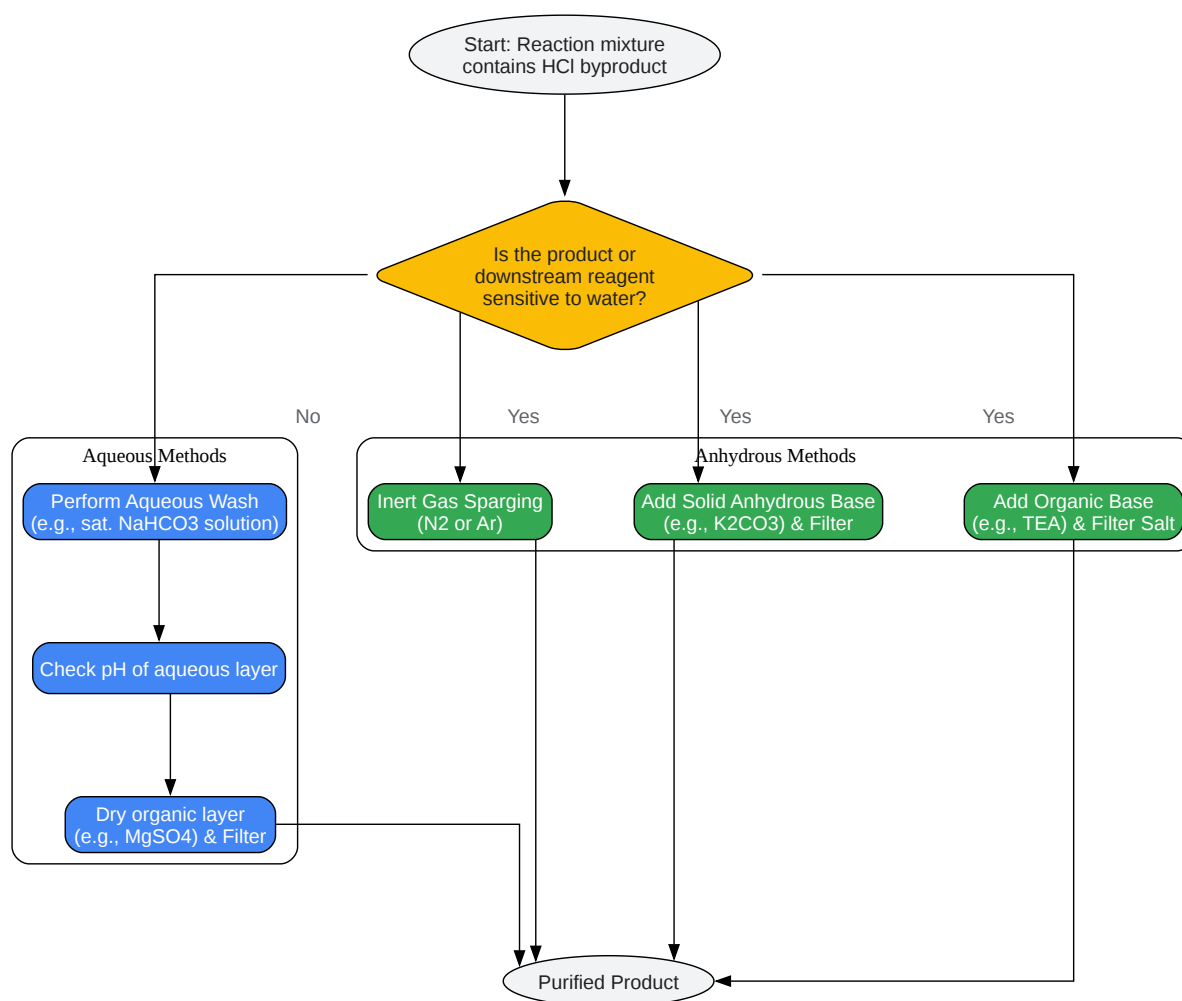 Start: Reaction mixture
contains HCl byproduct
Is the product or
downstream reagent
sensitive to water?
No
Yes
Yes
Yes
Aqueous Methods
Anhydrous Methods
Perform Aqueous Wash
(e.g., sat. NaHCO3 solution)
Inert Gas Sparging
(N2 or Ar)
Add Solid Anhydrous Base
(e.g., K2CO3) & Filter
Add Organic Base
(e.g., TEA) & Filter Salt
Check pH of aqueous layer
Dry organic layer
(e.g., MgSO4) & Filter
Purified Product